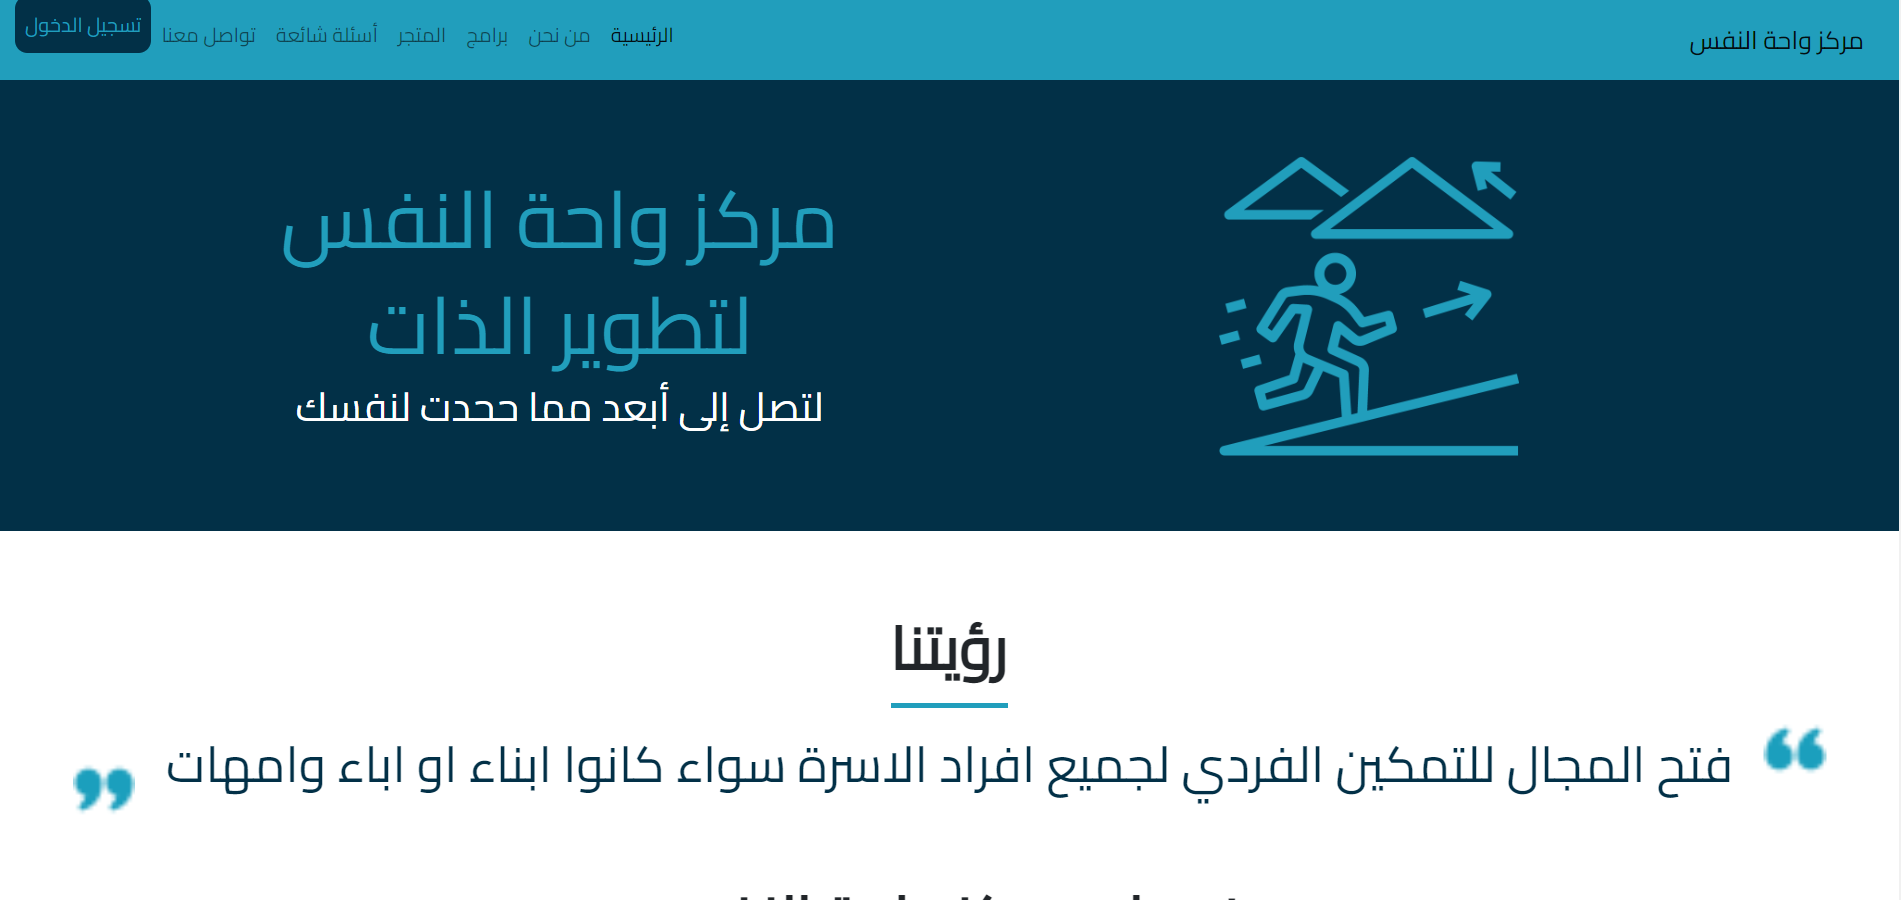 مركز واحة النفس
الرئيسية
من نحن
برامج
المتجر
أسئلة شائعة
تواصل معنا
تسجيل الدخول
مركز واحة النفس
لتطوير الذات
لتصل إلى أبعد مما ححدت لنفسك
رؤيتنا
❝ فتح المجال للتمكين الفردي لجميع افراد الاسرة سواء كانوا ابناء او اباء وامهات ❞